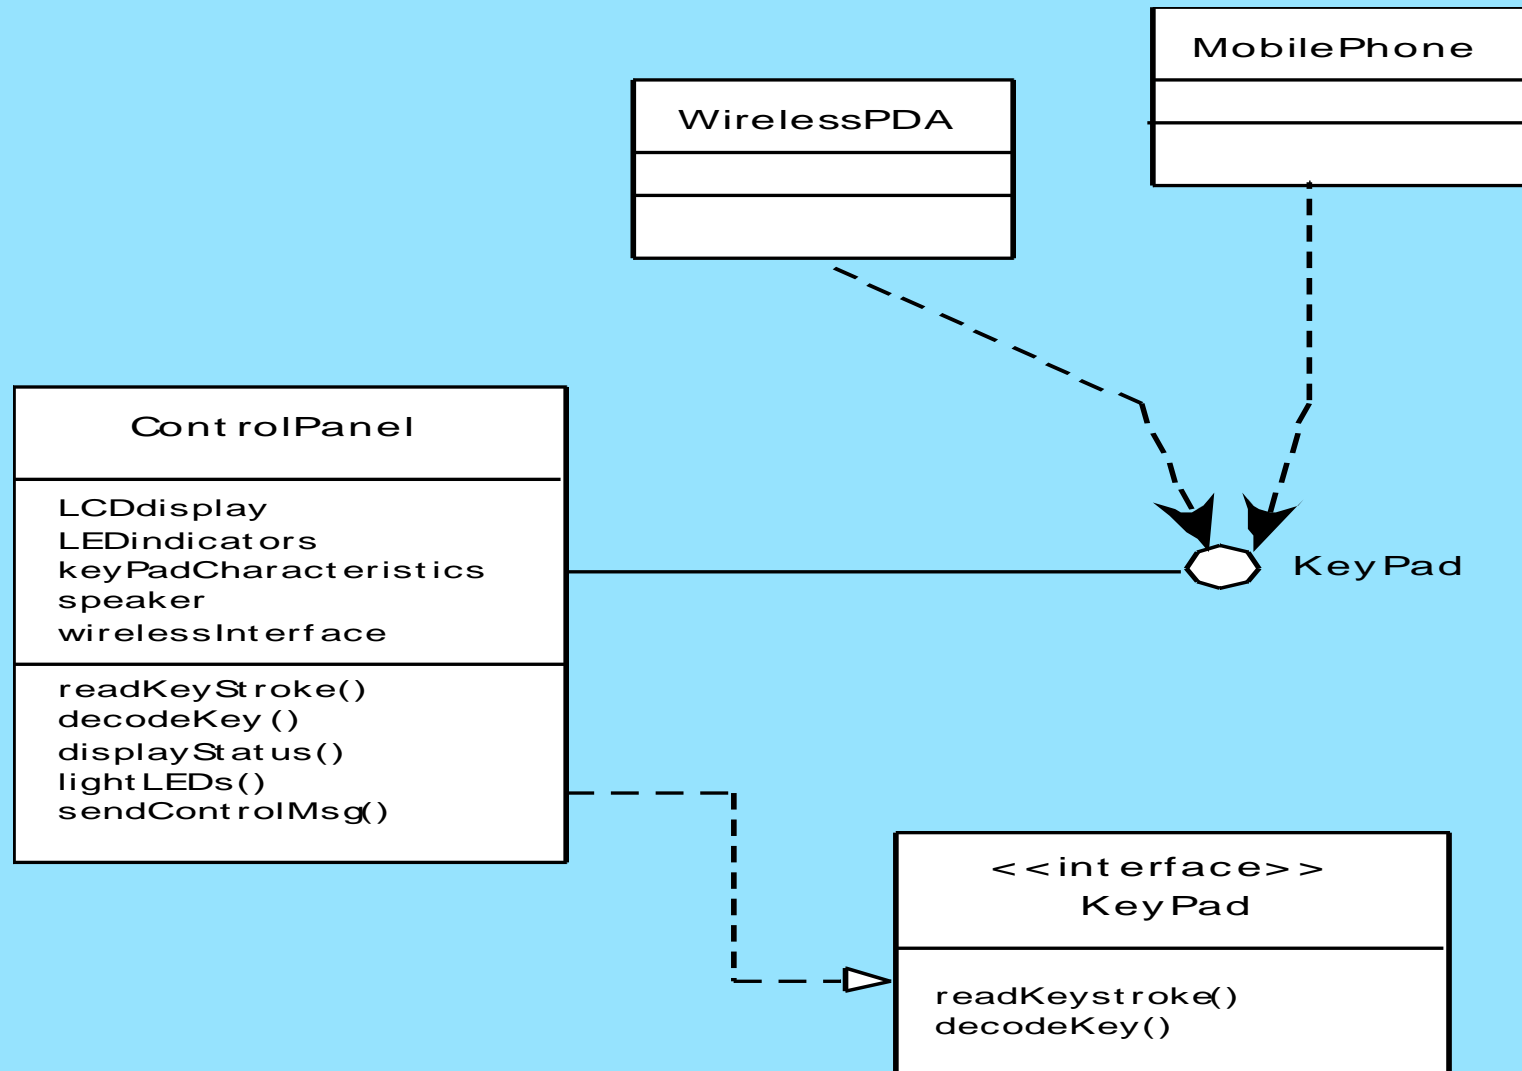 MobilePhone
WirelessPDA
ControlPanel
LCDdisplay
LEDindicators
keyPadCharacteristics
speaker
wirelessInterface
readKeyStroke()
decodeKey()
displayStatus()
lightLEDs()
sendControlMsg()
KeyPad
<<interface>>
KeyPad
readKeystroke()
decodeKey()